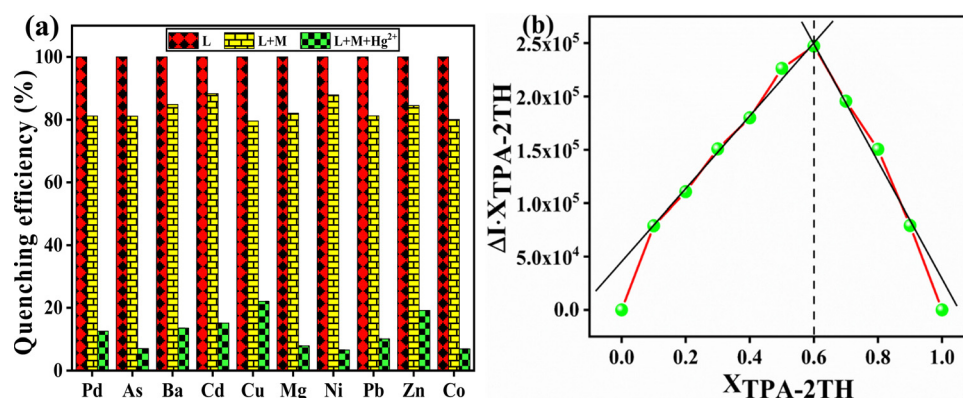 (a)
L L+M L+M+Hg²⁺
Quenching efficiency (%)
100
80
60
40
20
0
Pd As Ba Cd Cu Mg Ni Pb Zn Co
(b)
ΔI·X_TPA-2TH
2.5x10⁵
2.0x10⁵
1.5x10⁵
1.0x10⁵
5.0x10⁴
0.0
0.0 0.2 0.4 0.6 0.8 1.0
X_TPA-2TH